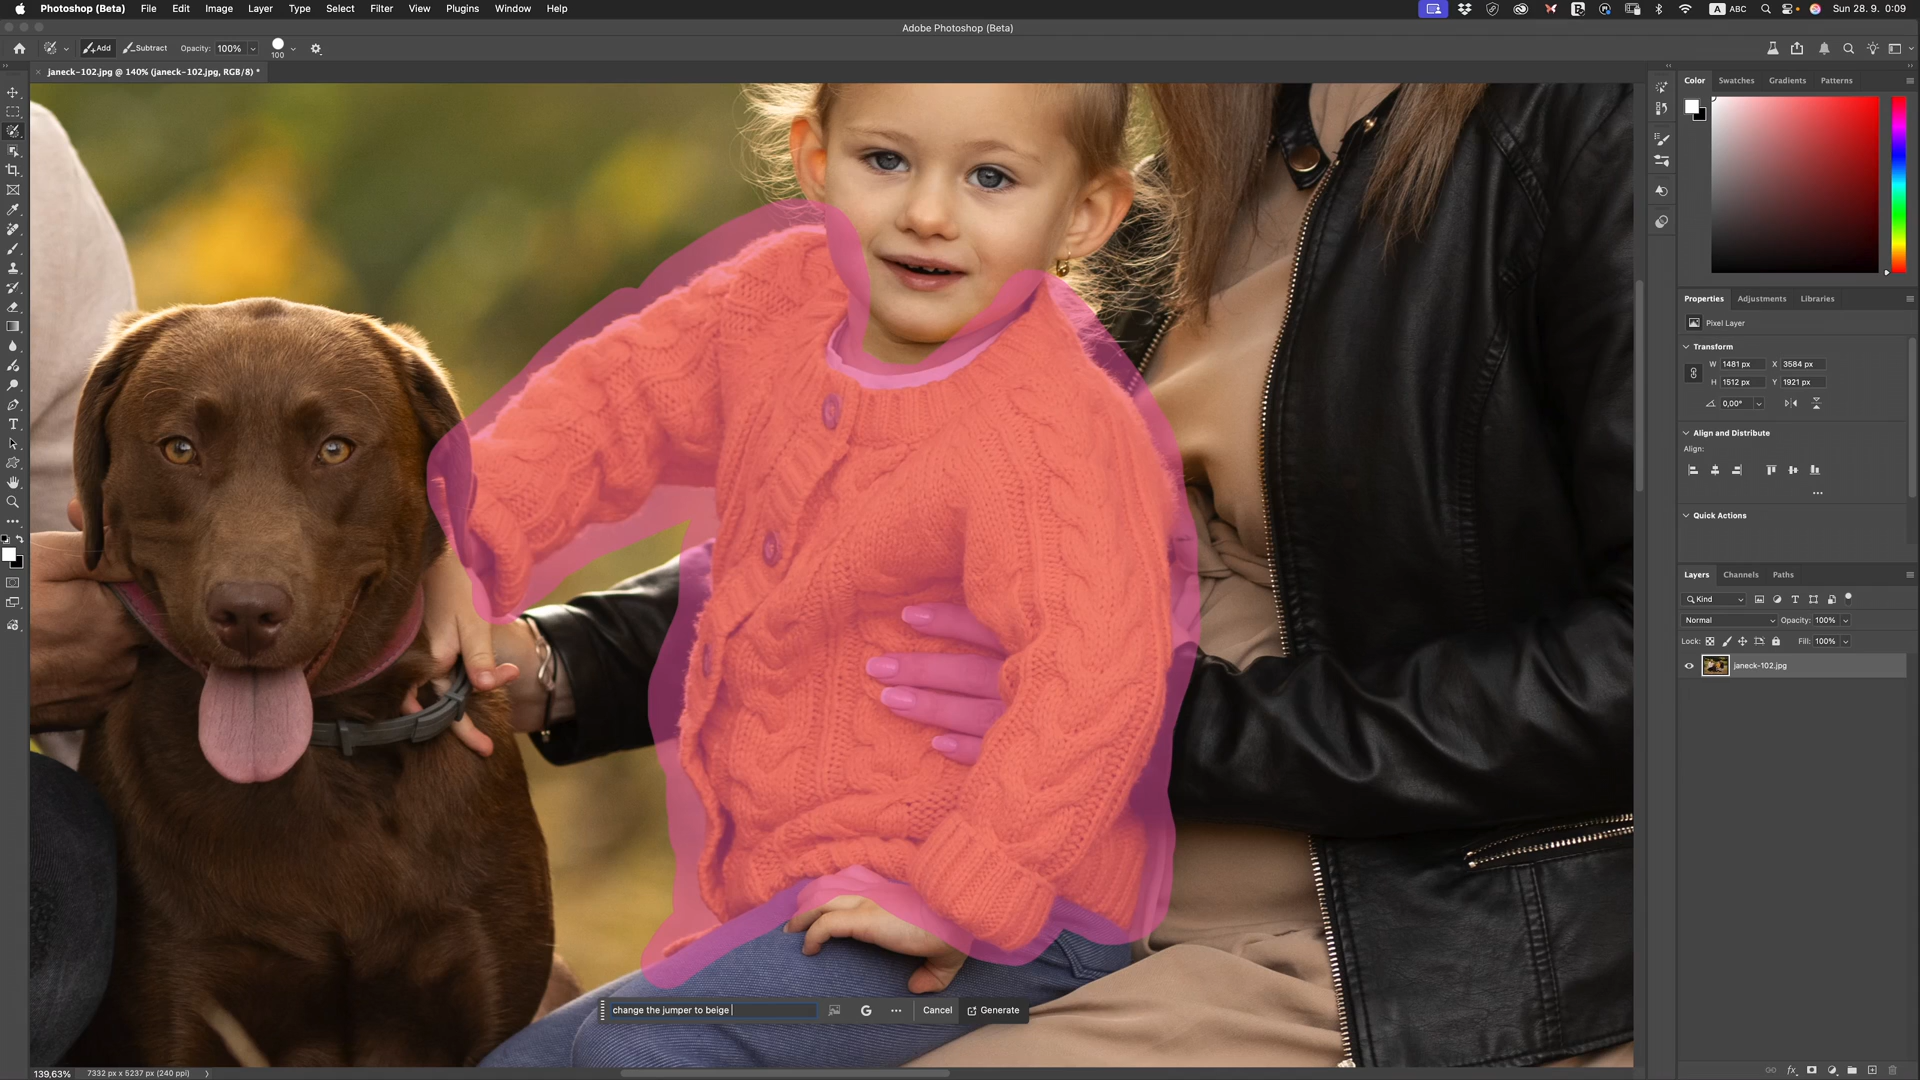 Photoshop (Beta) File Edit Image Layer Type Select Filter View Plugins Window Help
A ABC Sun 28. 9. 0:09
Adobe Photoshop (Beta)
Add Subtract Opacity: 100% 100
× janeck-102.jpg @ 140% (janeck-102.jpg, RGB/8) *
Color Swatches Gradients Patterns
Properties Adjustments Libraries
Pixel Layer
Transform
W 1481 px X 3584 px
H 1512 px Y 1921 px
0,00°
Align and Distribute
Align:
Quick Actions
Layers Channels Paths
Kind
Normal Opacity: 100%
Lock: Fill: 100%
janeck-102.jpg
change the jumper to beige
G ••• Cancel Generate
139,63% 7332 px x 5237 px (240 ppi)
fx